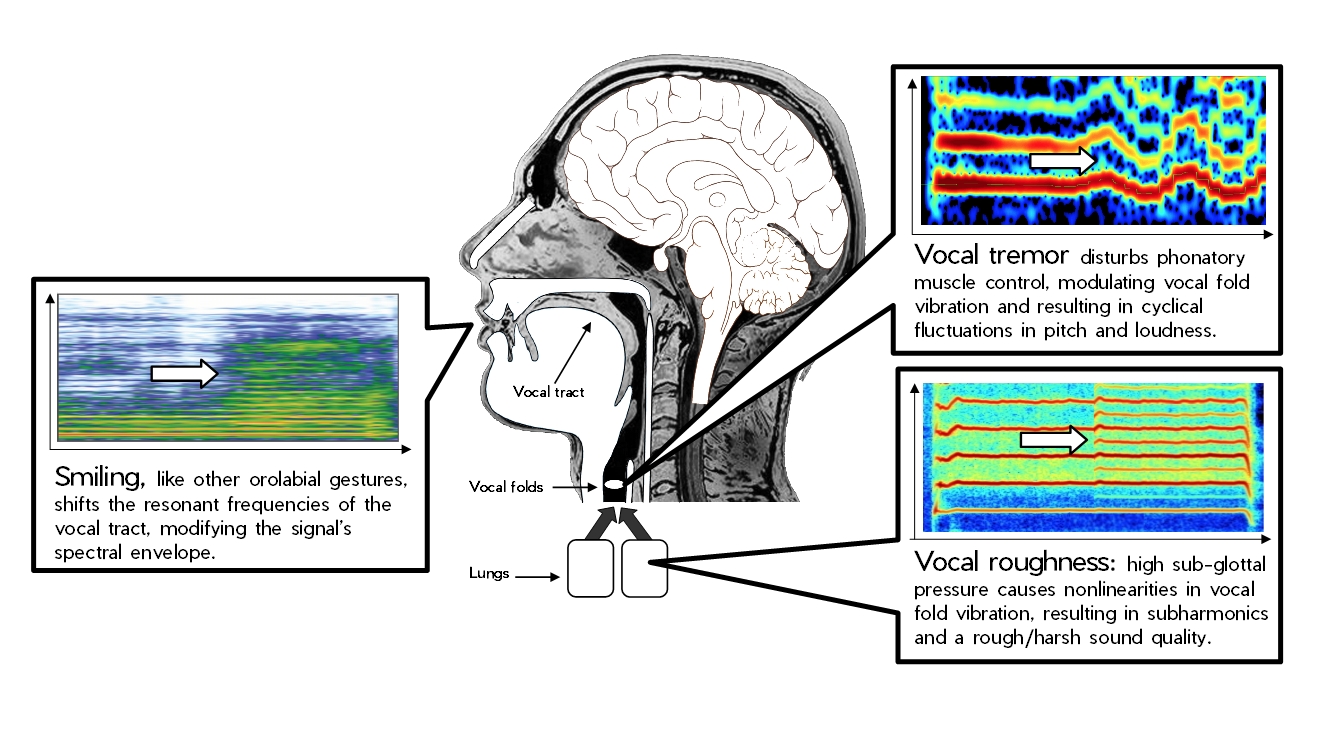 Vocal tremor disturbs phonatory
muscle control, modulating vocal fold
vibration and resulting in cyclical
fluctuations in pitch and loudness.
Smiling, like other orolabial gestures,
shifts the resonant frequencies of the
vocal tract, modifying the signal's
spectral envelope.
Vocal tract
Vocal folds
Lungs
Vocal roughness: high sub-glottal
pressure causes nonlinearities in vocal
fold vibration, resulting in subharmonics
and a rough/harsh sound quality.